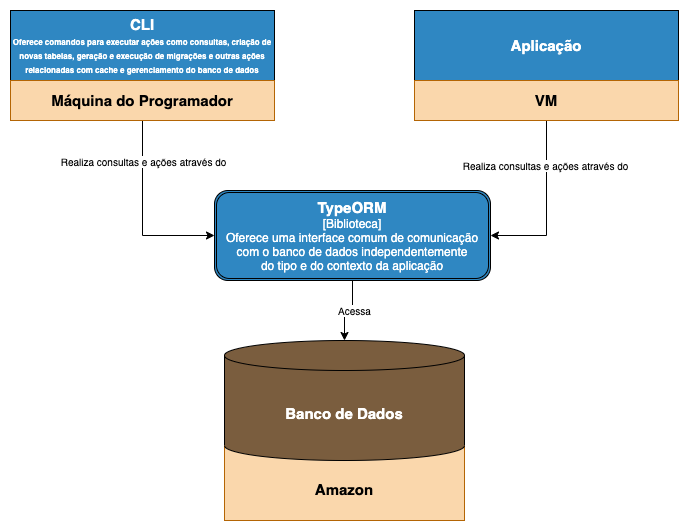 CLI
Oferece comandos para executar ações como consultas, criação de
novas tabelas, geração e execução de migrações e outras ações
relacionadas com cache e gerenciamento do banco de dados
Máquina do Programador
Aplicação
VM
Realiza consultas e ações através do
Realiza consultas e ações através do
TypeORM
[Biblioteca]
Oferece uma interface comum de comunicação
com o banco de dados independentemente
do tipo e do contexto da aplicação
Acessa
Banco de Dados
Amazon